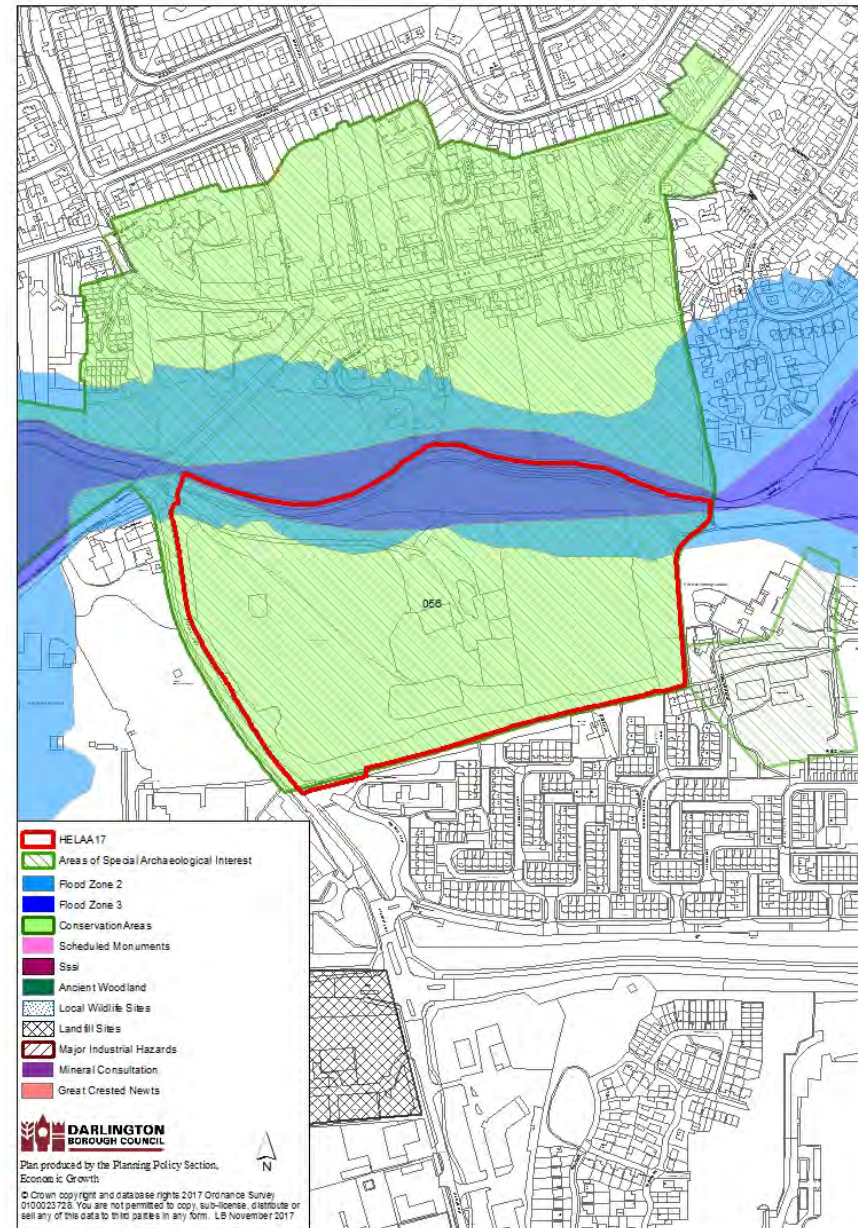 056
HELAA17
Areas of Special Archaeological Interest
Flood Zone 2
Flood Zone 3
Conservation Areas
Scheduled Monuments
Sssi
Ancient Woodland
Local Wildlife Sites
Landfill Sites
Major Industrial Hazards
Mineral Consultation
Great Crested Newts
DARLINGTON
BOROUGH COUNCIL
N
Plan produced by the Planning Policy Section,
Economic Growth
© Crown copyright and database rights 2017 Ordnance Survey
0100023728. You are not permitted to copy, sub-license, distribute or
sell any of this data to third parties in any form. LB November 2017